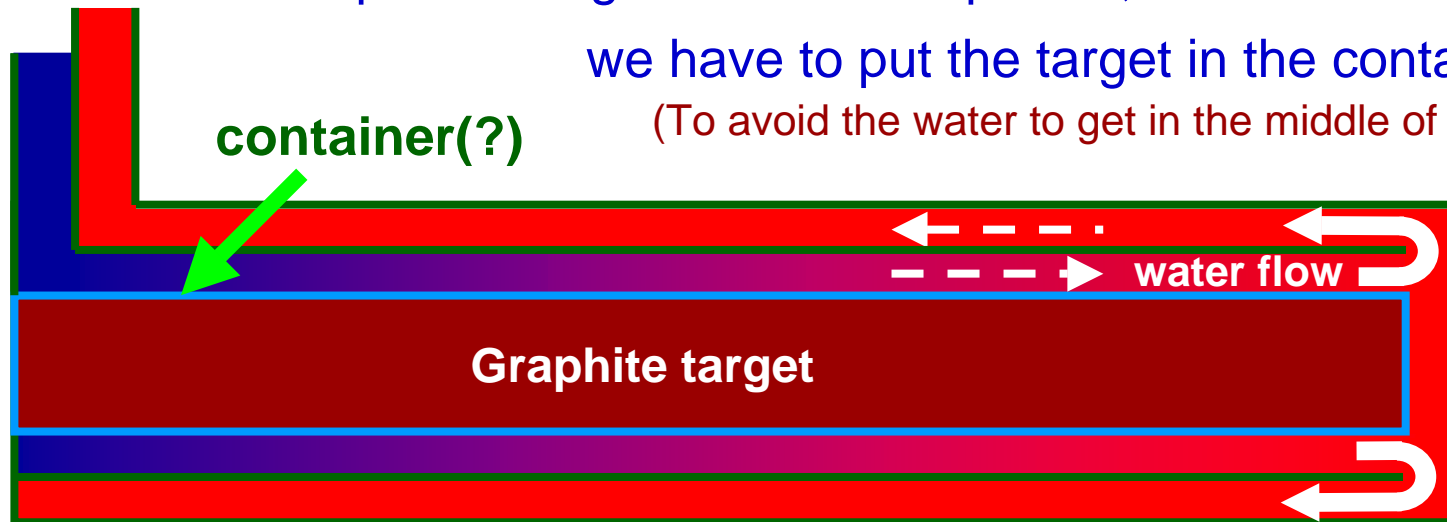 we have to put the target in the
(To avoid the water to get in the middle of
container(?)
water flow
Graphite target